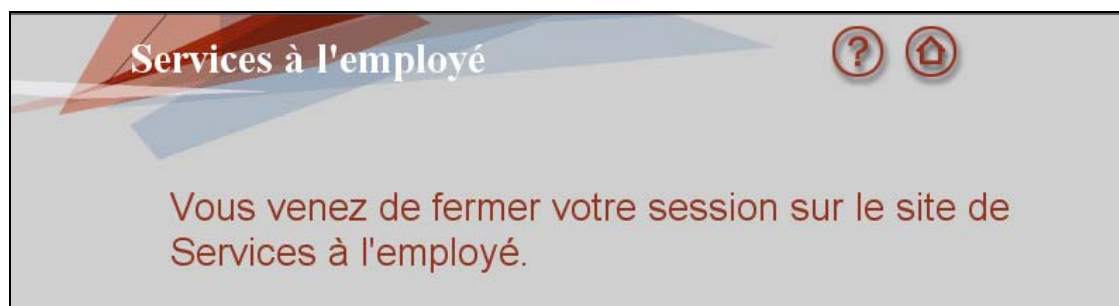 Services à l'employé
?
Vous venez de fermer votre session sur le site de
Services à l'employé.